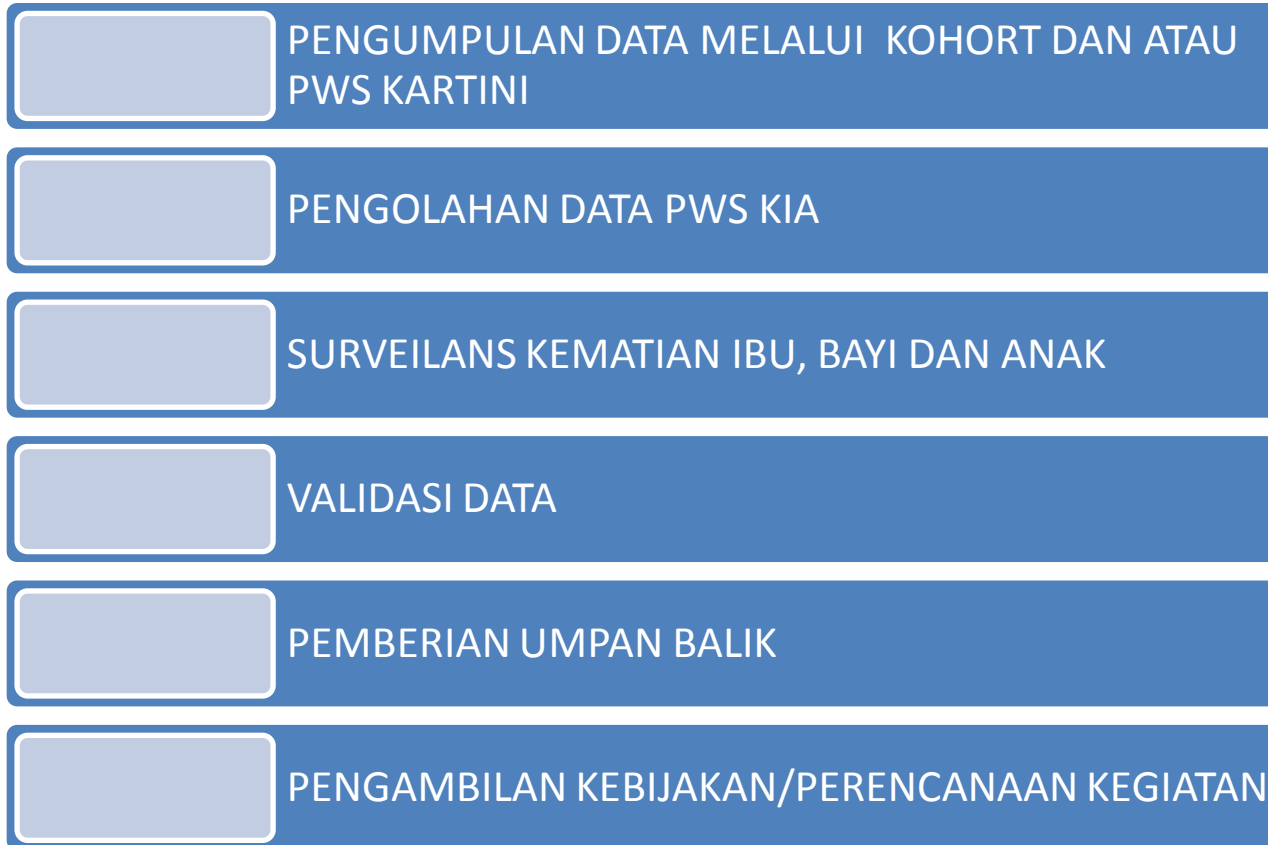 PENGUMPULAN DATA MELALUI  KOHORT DAN ATAU
PWS KARTINI
PENGOLAHAN DATA PWS KIA
SURVEILANS KEMATIAN IBU, BAYI DAN ANAK
VALIDASI DATA
PEMBERIAN UMPAN BALIK
PENGAMBILAN KEBIJAKAN/PERENCANAAN KEGIATAN